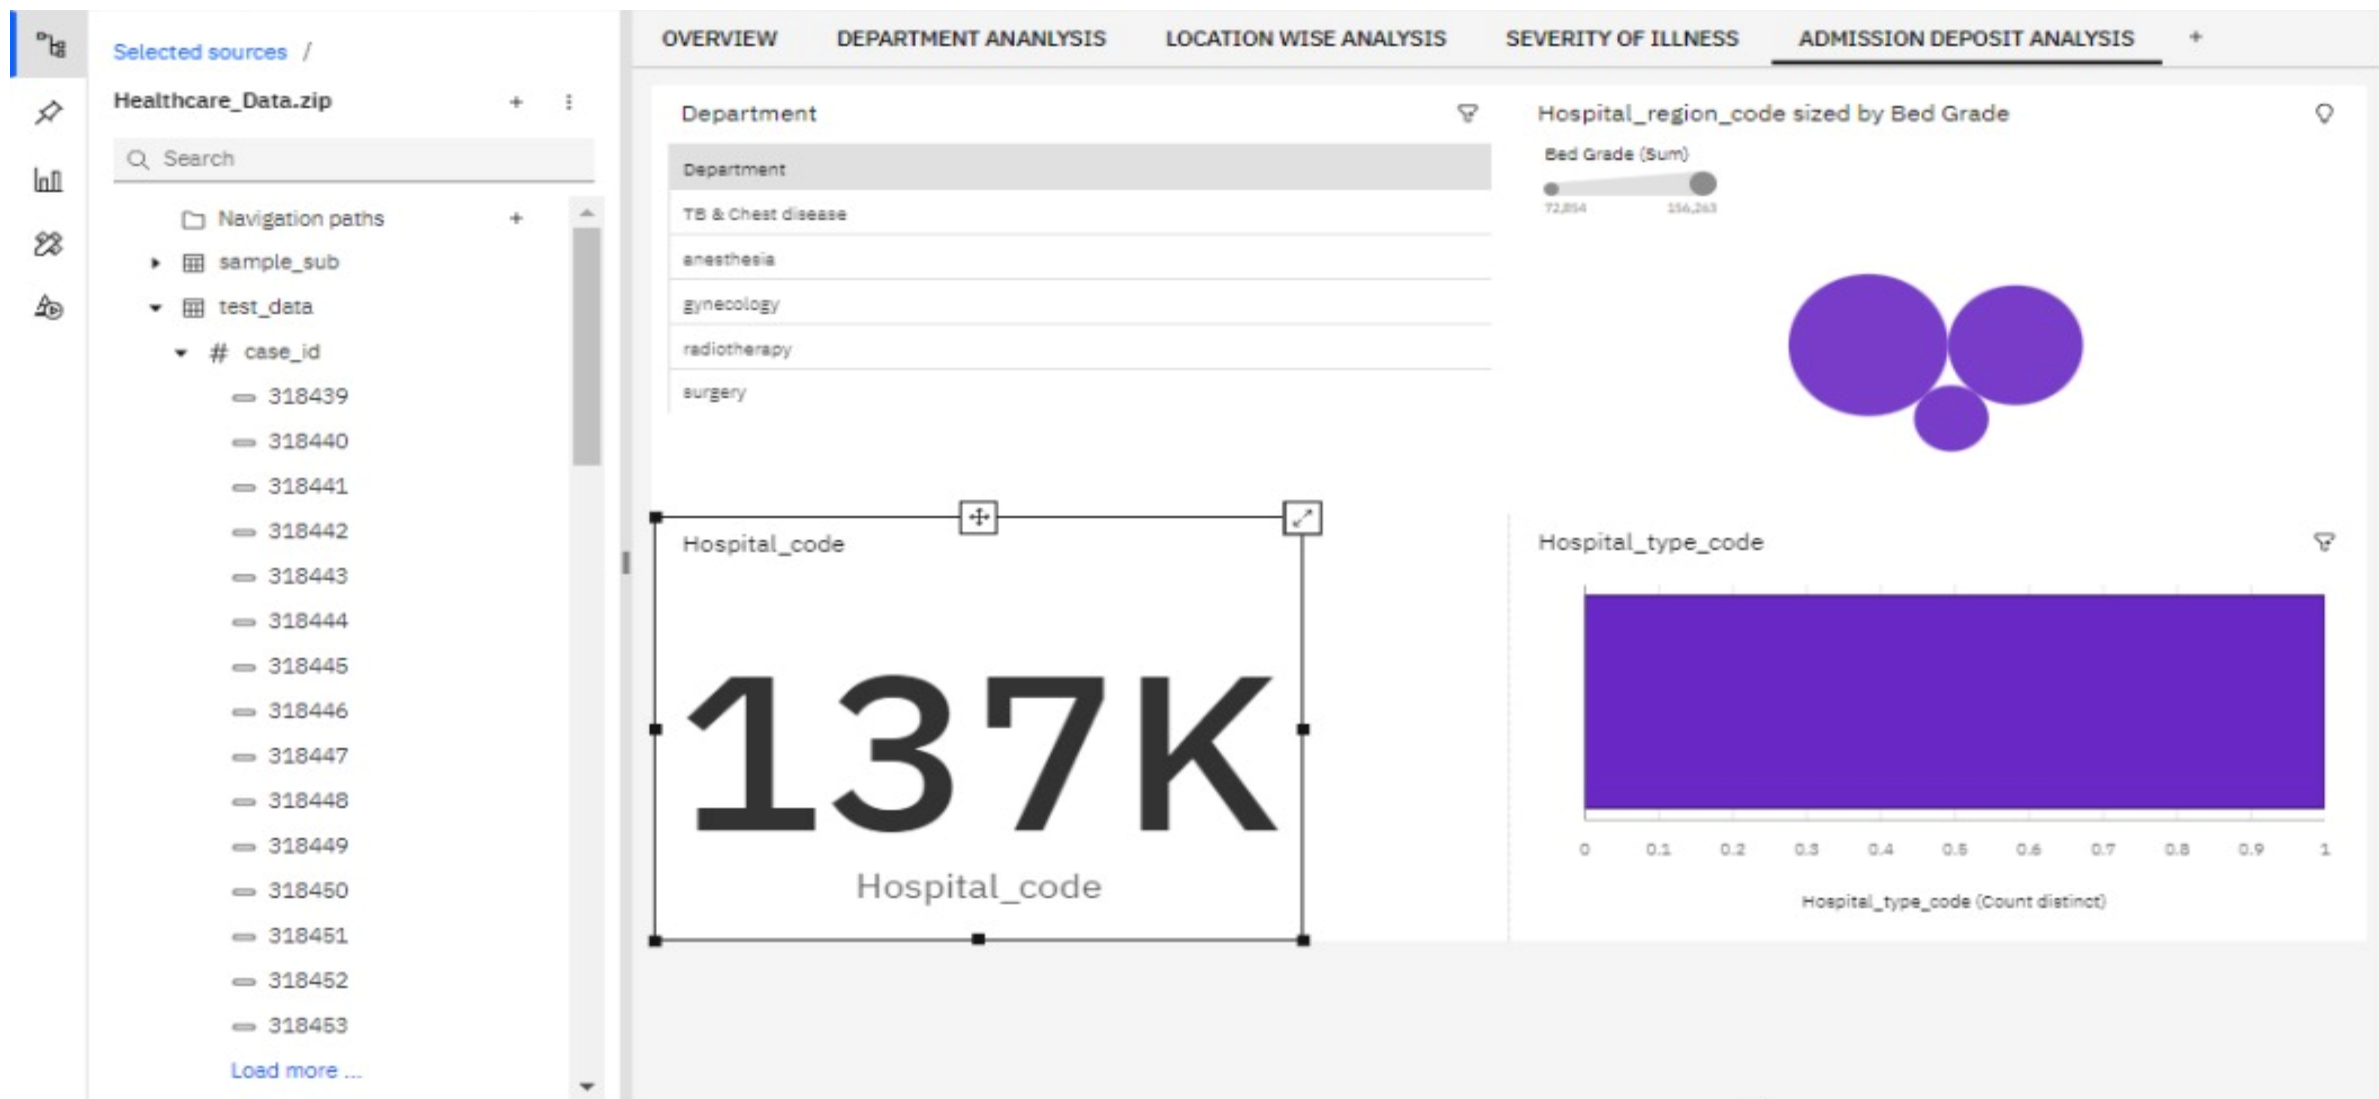 OVERVIEW
DEPARTMENT ANANLYSIS
LOCATION WISE ANALYSIS
SEVERITY OF ILLNESS
ADMISSION DEPOSIT ANALYSIS
+
Selected sources /
Healthcare_Data.zip
+
Search
Navigation paths
+
sample_sub
test_data
# case_id
318439
318440
318441
318442
318443
318444
318445
318446
318447
318448
318449
318450
318451
318452
318453
Load more ...
Department
Department
TB & Chest disease
anesthesia
gynecology
radiotherapy
surgery
Hospital_region_code sized by Bed Grade
Bed Grade (Sum)
72,854 156,263
Hospital_code
137K
Hospital_code
Hospital_type_code
0 0.1 0.2 0.3 0.4 0.5 0.6 0.7 0.8 0.9 1
Hospital_type_code (Count distinct)